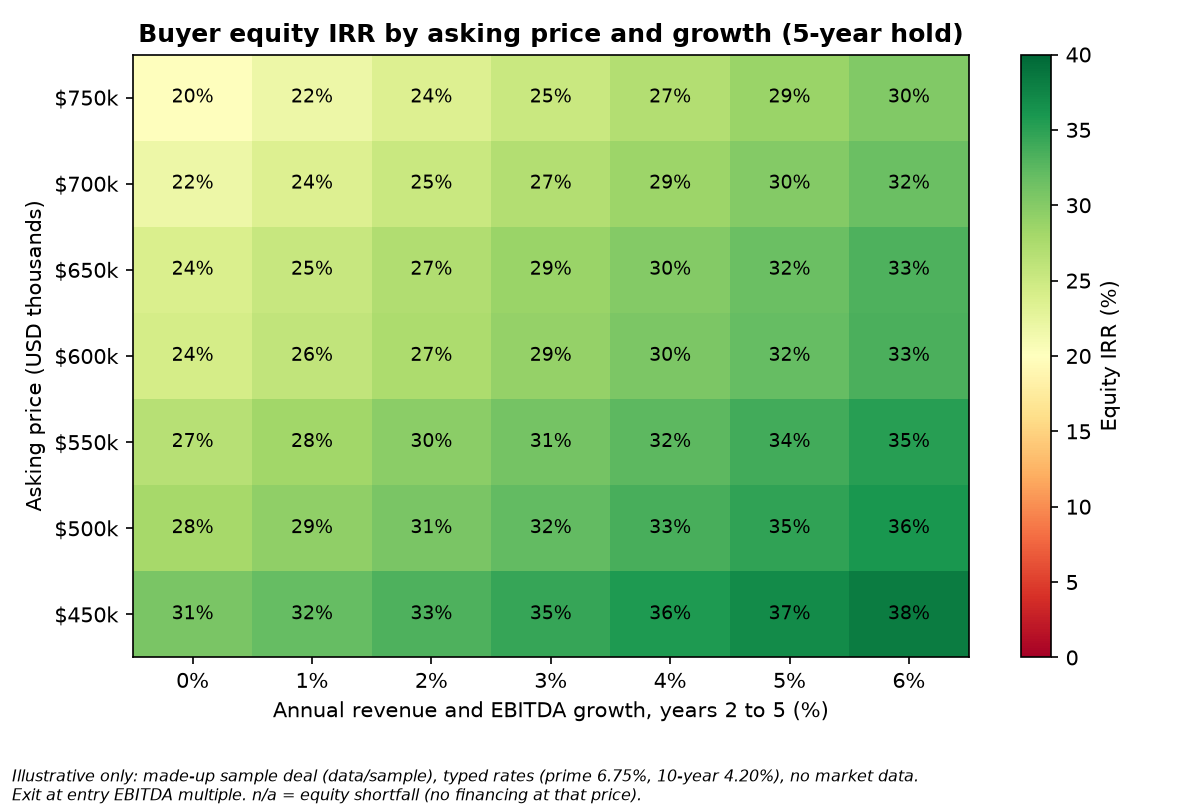 Buyer equity IRR by asking price and growth (5-year hold)
$750k 20% 22% 24% 25% 27% 29% 30%
$700k 22% 24% 25% 27% 29% 30% 32%
$650k 24% 25% 27% 29% 30% 32% 33%
$600k 24% 26% 27% 29% 30% 32% 33%
$550k 27% 28% 30% 31% 32% 34% 35%
$500k 28% 29% 31% 32% 33% 35% 36%
$450k 31% 32% 33% 35% 36% 37% 38%
0% 1% 2% 3% 4% 5% 6%
Annual revenue and EBITDA growth, years 2 to 5 (%)
Asking price (USD thousands)
40
35
30
25
20
15
10
5
0
Equity IRR (%)
Illustrative only: made-up sample deal (data/sample), typed rates (prime 6.75%, 10-year 4.20%), no market data.
Exit at entry EBITDA multiple. n/a = equity shortfall (no financing at that price).